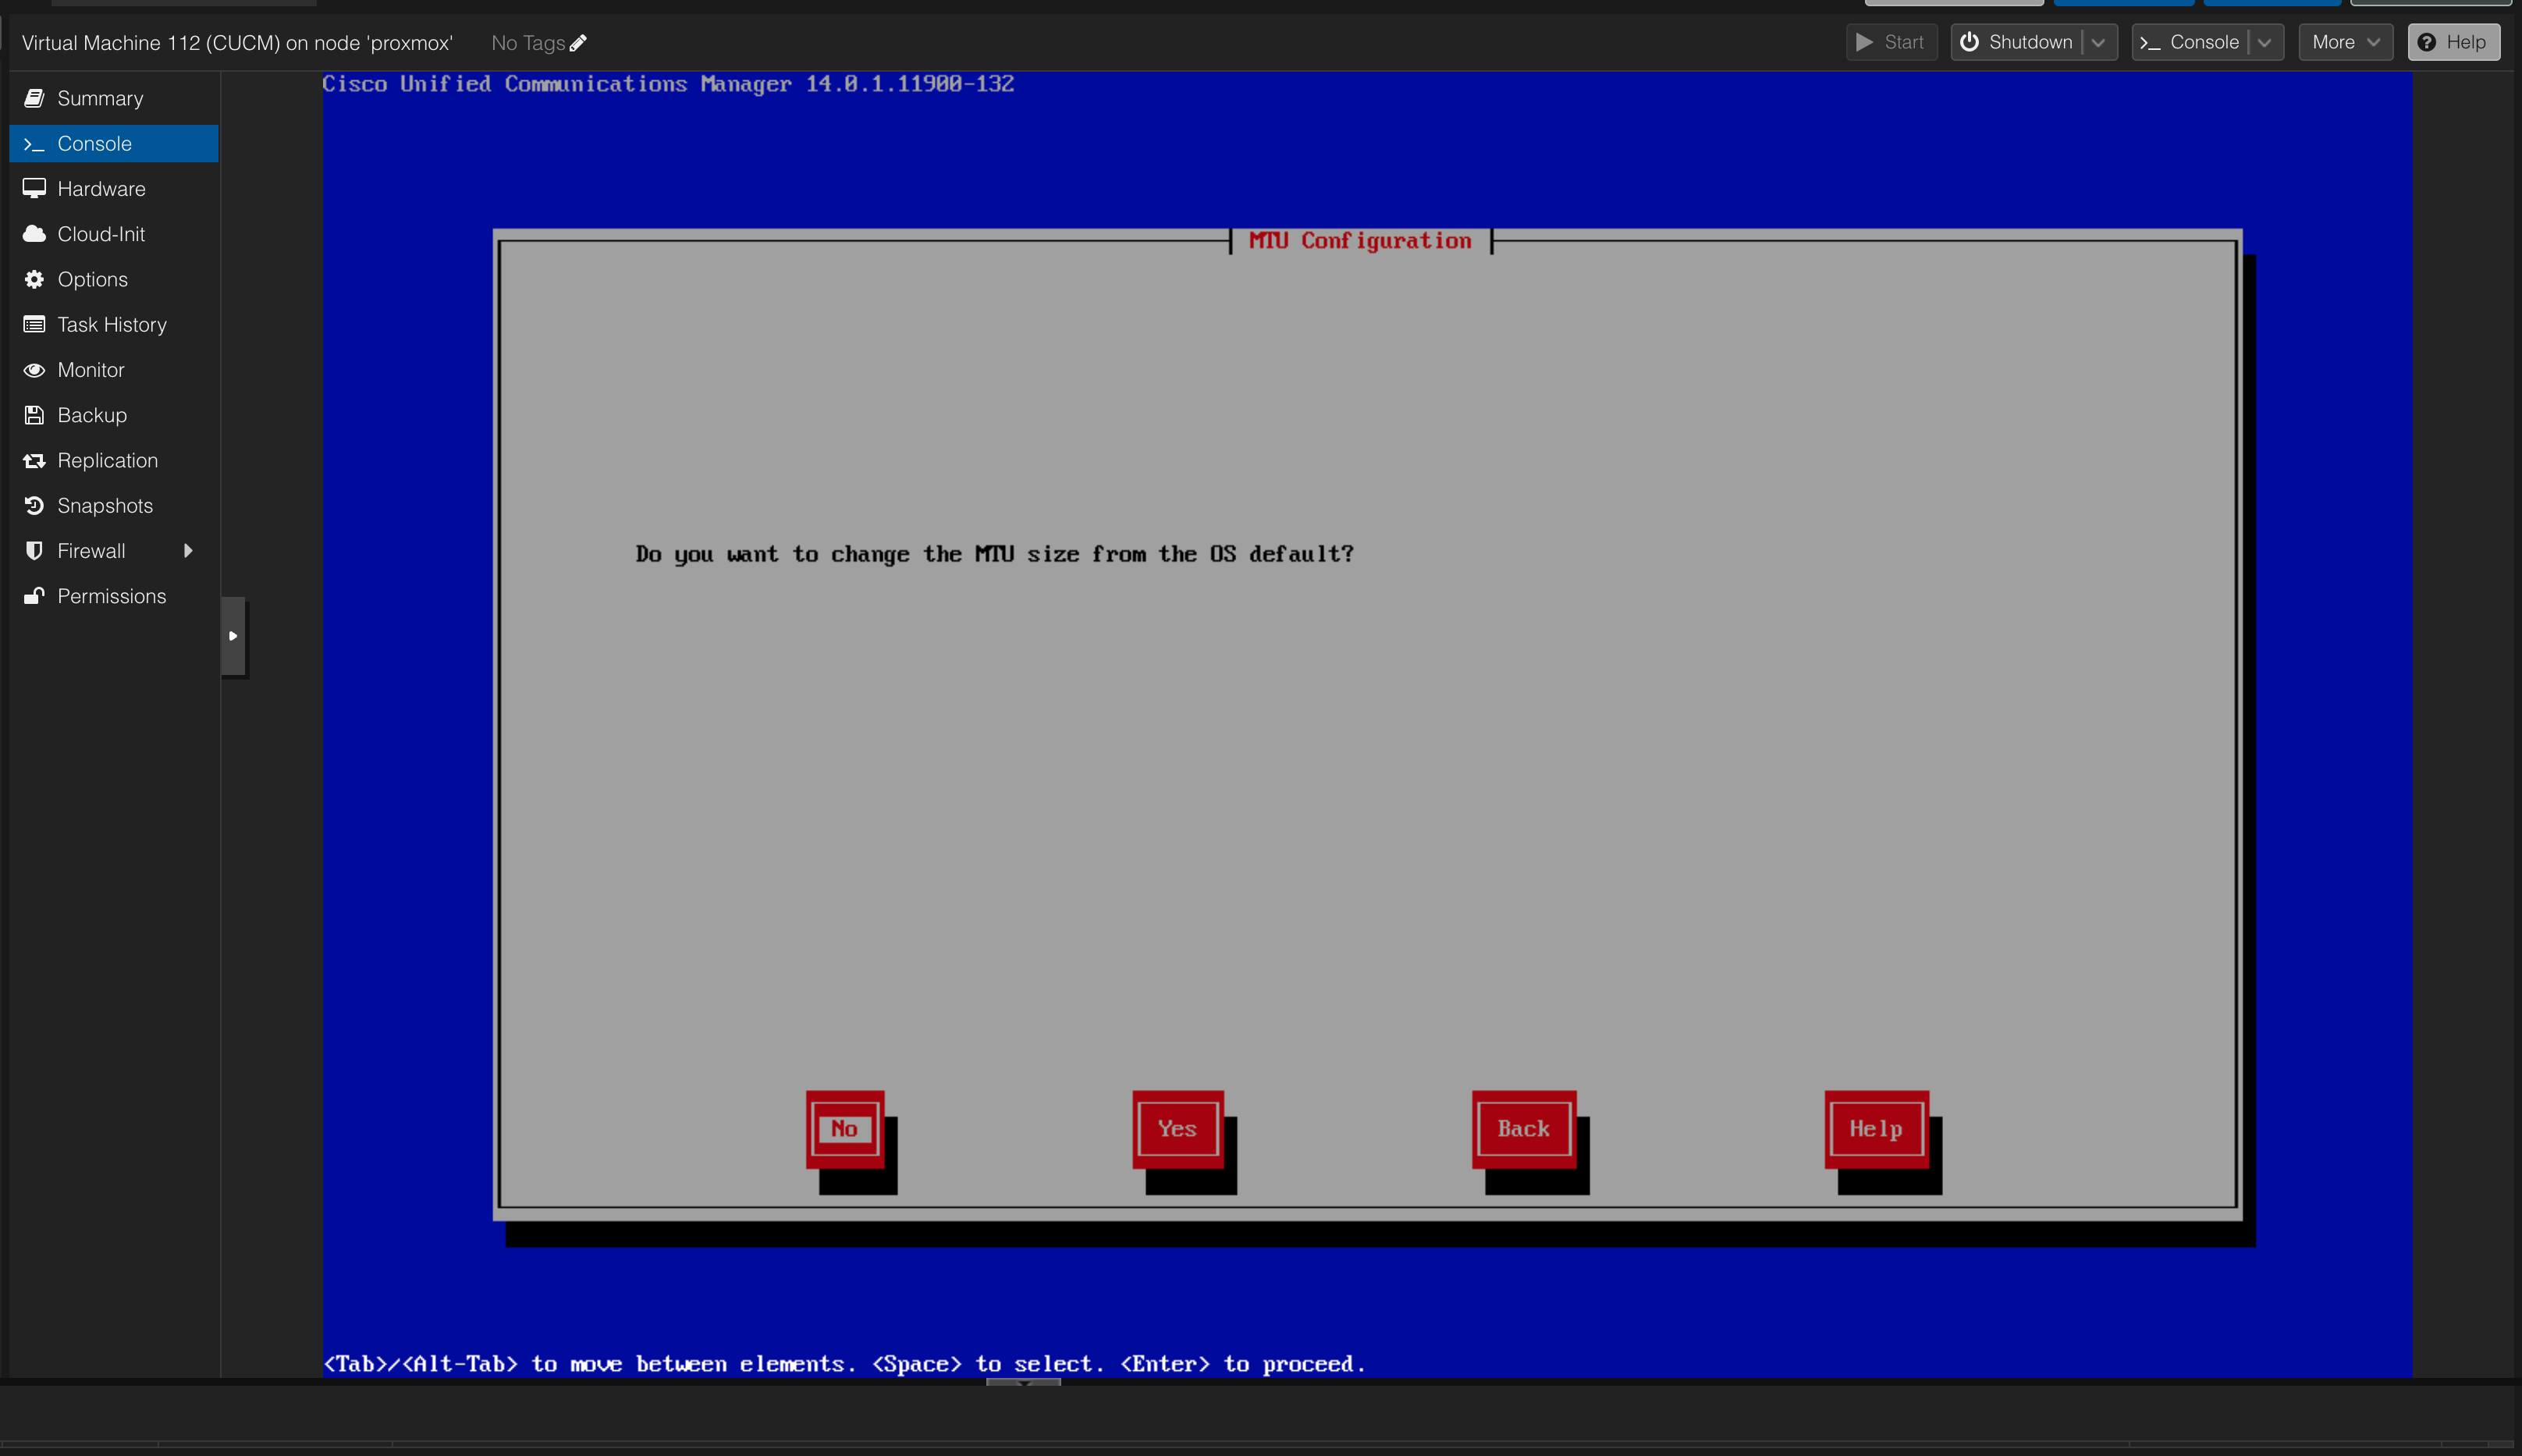 Virtual Machine 112 (CUCM) on node 'proxmox' No Tags Start Shutdown >_ Console More Help
Summary
>_ Console
Hardware
Cloud-Init
Options
Task History
Monitor
Backup
Replication
Snapshots
Firewall
Permissions
Cisco Unified Communications Manager 14.0.1.11900-132
MTU Configuration
Do you want to change the MTU size from the OS default?
No Yes Back Help
<Tab>/<Alt-Tab> to move between elements. <Space> to select. <Enter> to proceed.